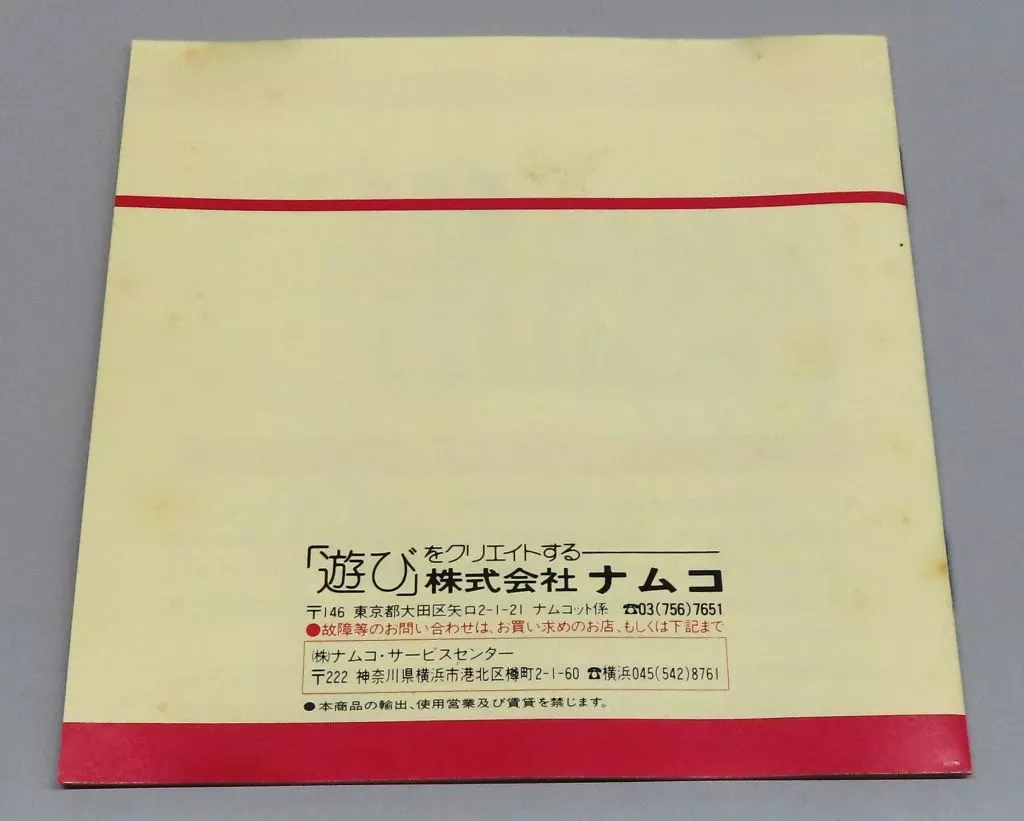 「遊び」をクリエイトする
株式会社 ナムコ
〒146 東京都大田区矢口2-1-21 ナムコット係 ☎03(756)7651
●故障等のお問い合わせは、お買い求めのお店、もしくは下記まで
㈱ナムコ・サービスセンター
〒222 神奈川県横浜市港北区樽町2-1-60 ☎横浜045(542)8761
●本商品の輸出、使用営業及び賃貸を禁じます。